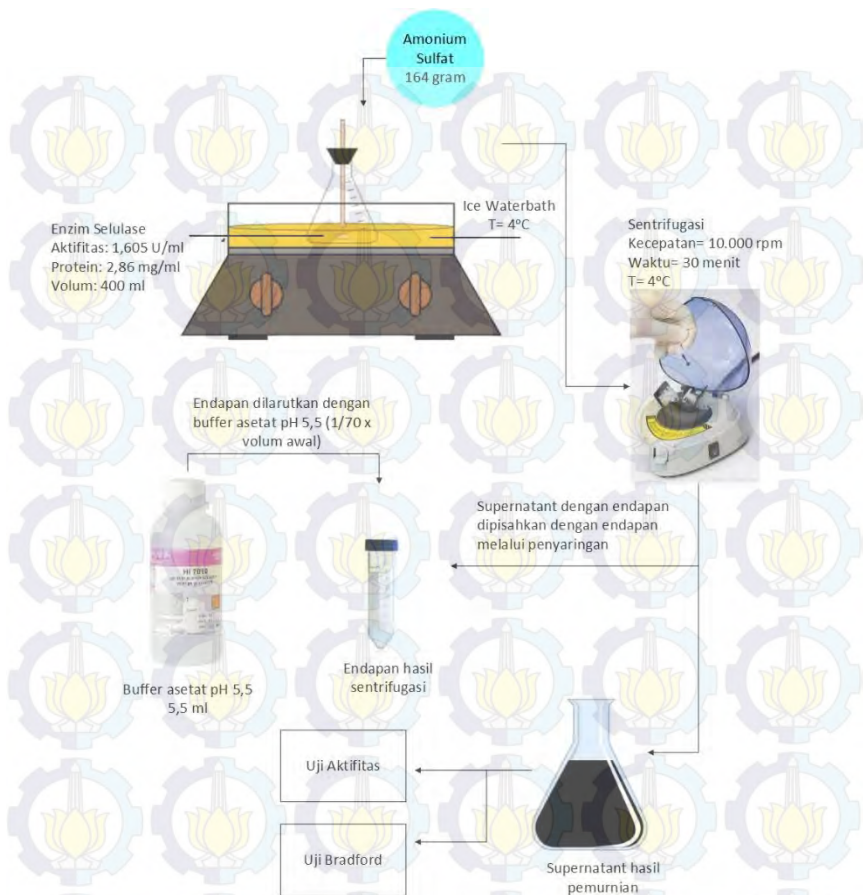 Amonium
Sulfat
164 gram
Ice Waterbath
T= 4°C
Enzim Selulase
Aktifitas: 1,605 U/ml
Protein: 2,86 mg/ml
Volum: 400 ml
Sentrifugasi
Kecepatan= 10.000 rpm
Waktu= 30 menit
T= 4°C
Endapan dilarutkan dengan
buffer asetat pH 5,5 (1/70 x
volum awal)
Supernatant dengan endapan
dipisahkan dengan endapan
melalui penyaringan
Endapan hasil
sentrifugasi
Buffer asetat pH 5,5
5,5 ml
Uji Aktifitas
Uji Bradford
Supernatant hasil
pemurnian